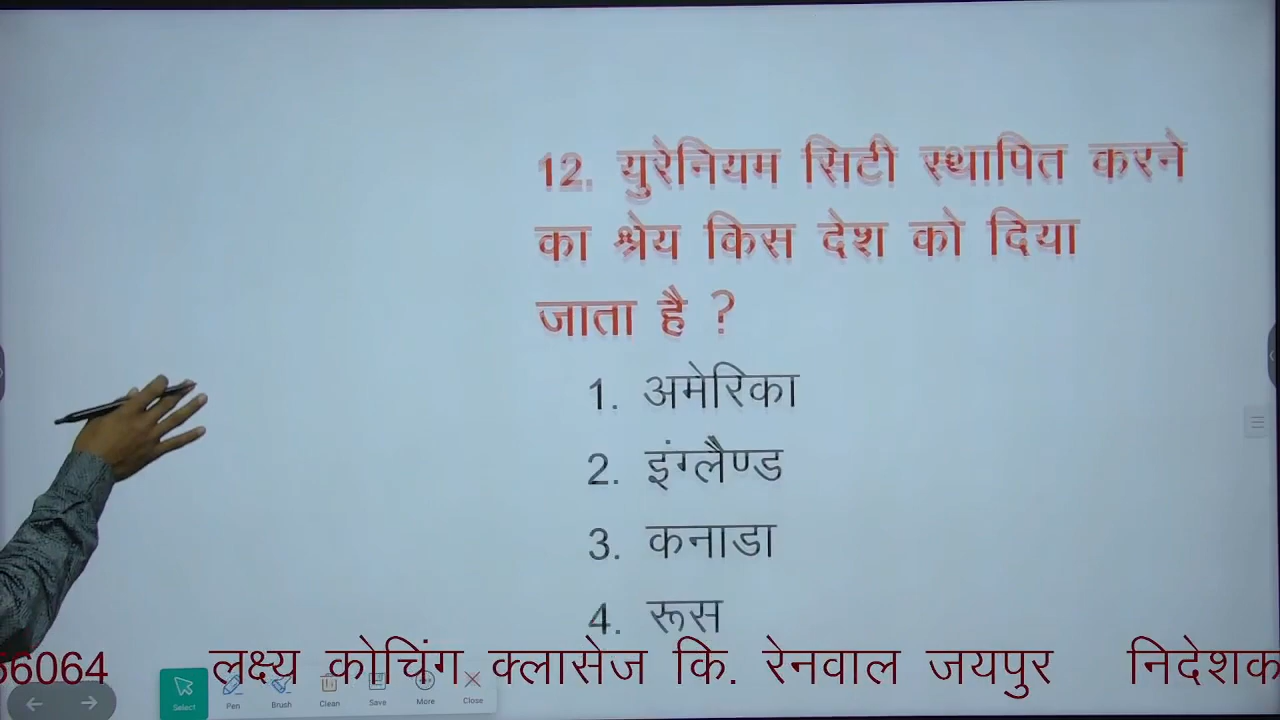 12. युरेनियम सिटी स्थापित करने
का श्रेय किस देश को दिया
जाता है ?
1. अमेरिका
2. इंग्लैण्ड
3. कनाडा
4. रूस
66064 लक्ष्य कोचिंग क्लासेज कि. रेनवाल जयपुर निदेशक
Select Pen Brush Clean Save More Close